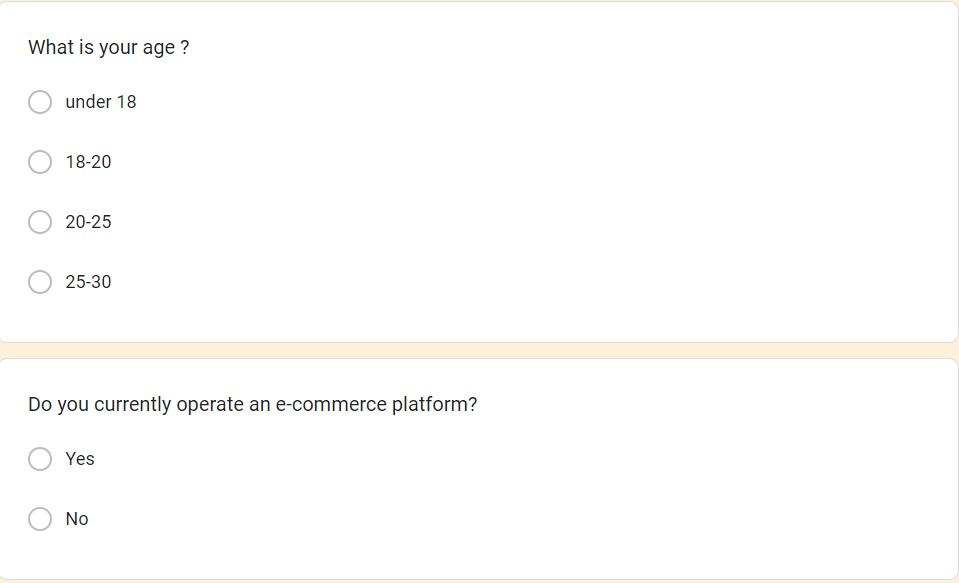 What is your age ?
under 18
18-20
20-25
25-30
Do you currently operate an e-commerce platform?
Yes
No